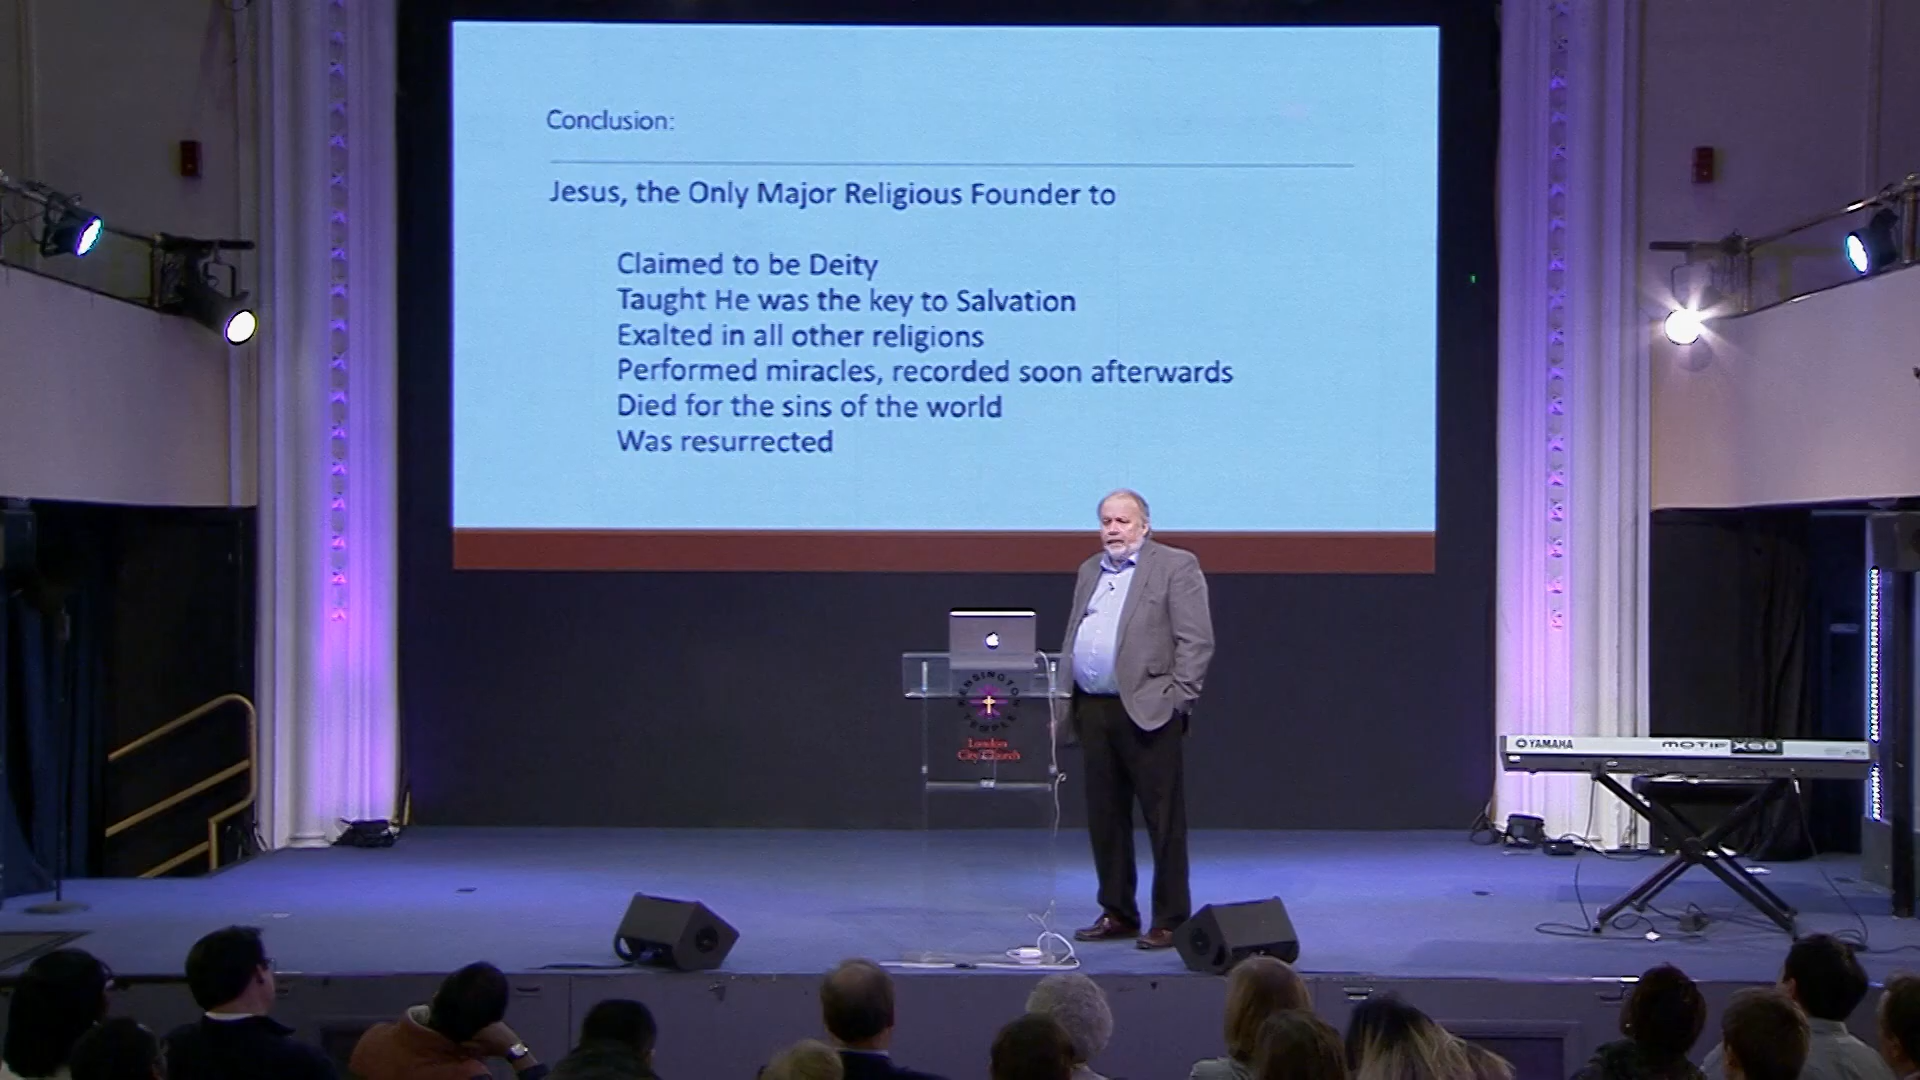 Conclusion:
Jesus, the Only Major Religious Founder to
Claimed to be Deity
Taught He was the key to Salvation
Exalted in all other religions
Performed miracles, recorded soon afterwards
Died for the sins of the world
Was resurrected
KENSINGTON
TEMPLE
London
City Church
YAMAHA
MOTIF XS8